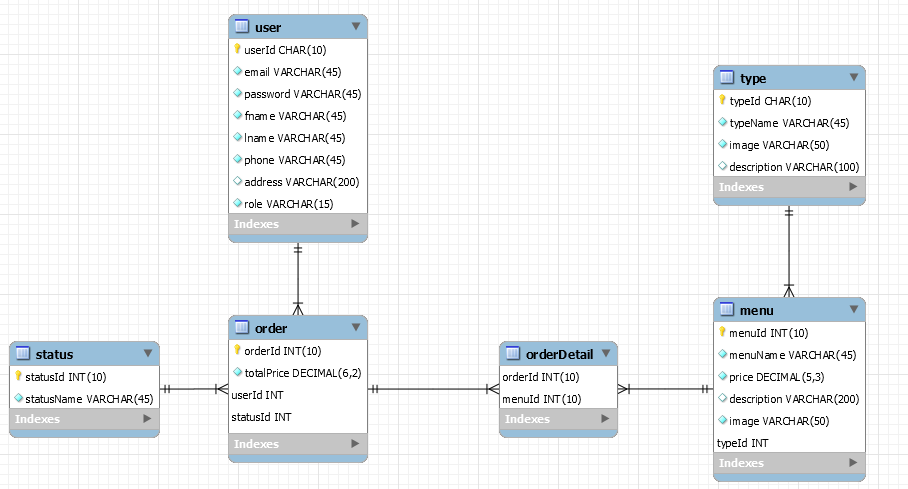 user
userId CHAR(10)
email VARCHAR(45)
password VARCHAR(45)
fname VARCHAR(45)
lname VARCHAR(45)
phone VARCHAR(45)
address VARCHAR(200)
role VARCHAR(15)
Indexes
type
typeId CHAR(10)
typeName VARCHAR(45)
image VARCHAR(50)
description VARCHAR(100)
Indexes
status
statusId INT(10)
statusName VARCHAR(45)
Indexes
order
orderId INT(10)
totalPrice DECIMAL(6,2)
userId INT
statusId INT
Indexes
orderDetail
orderId INT(10)
menuId INT(10)
Indexes
menu
menuId INT(10)
menuName VARCHAR(45)
price DECIMAL(5,3)
description VARCHAR(200)
image VARCHAR(50)
typeId INT
Indexes